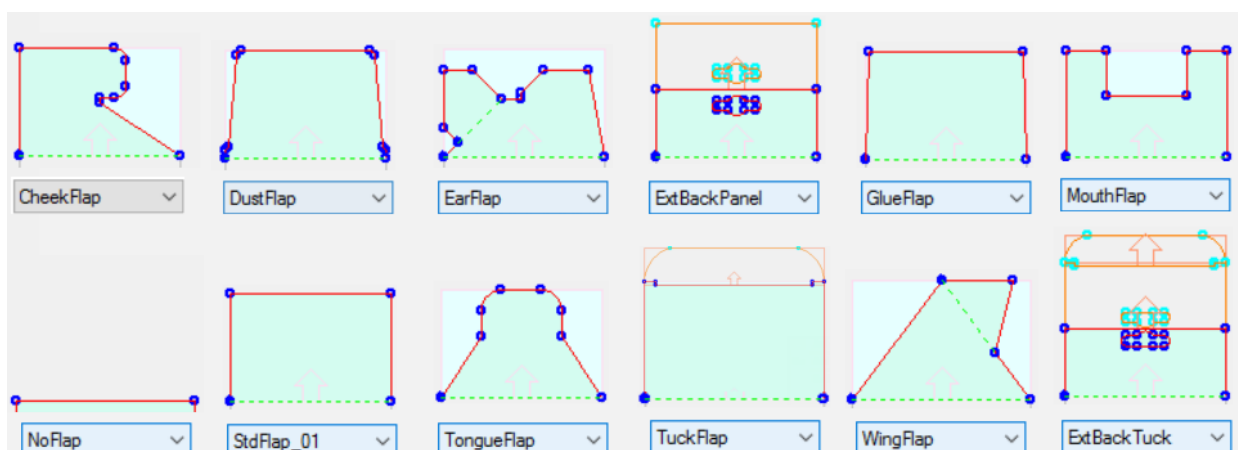 CheekFlap
DustFlap
EarFlap
ExtBackPanel
GlueFlap
MouthFlap
NoFlap
StdFlap_01
TongueFlap
TuckFlap
WingFlap
ExtBackTuck